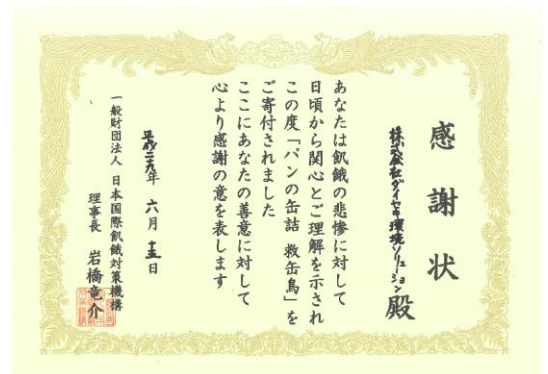 感謝状
株式会社ダイセキ環境ソリューション 殿
あなたは飢餓の悲惨に対して
日頃から関心とご理解を示され
この度「パンの缶詰 救缶鳥」を
ご寄付されました
ここにあなたの善意に対して
心より感謝の意を表します
平成二九年 六月 十五日
一般財団法人 日本国際飢餓対策機構
理事長 岩橋竜介